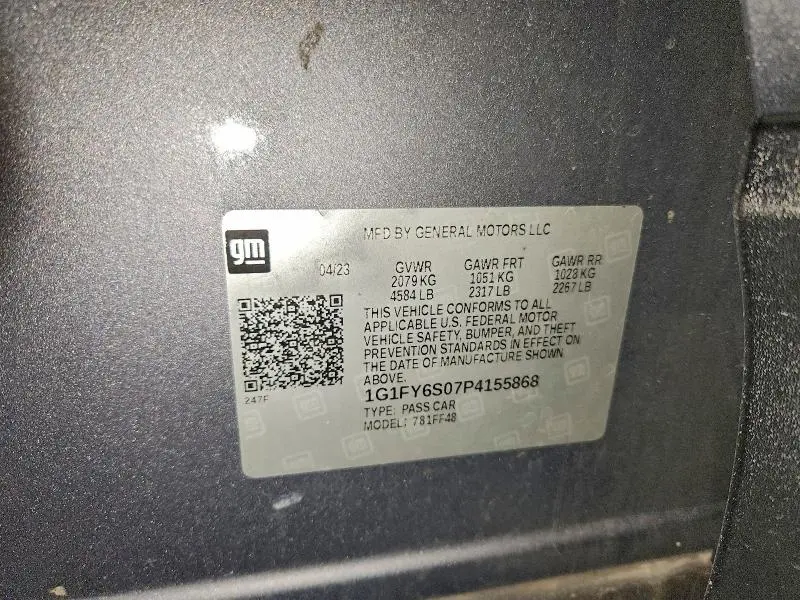 gm
MFD BY GENERAL MOTORS LLC
04/23 GVWR GAWR FRT GAWR RR
2079 KG 1051 KG 1028 KG
4584 LB 2317 LB 2267 LB
THIS VEHICLE CONFORMS TO ALL
APPLICABLE U.S. FEDERAL MOTOR
VEHICLE SAFETY, BUMPER, AND THEFT
PREVENTION STANDARDS IN EFFECT ON
THE DATE OF MANUFACTURE SHOWN
ABOVE.
247F
1G1FY6S07P4155868
TYPE: PASS CAR
MODEL: 781FF48